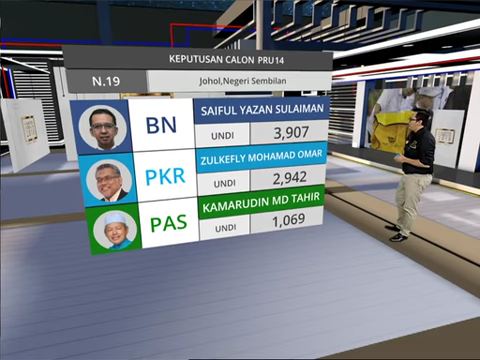 KEPUTUSAN CALON PRU14
N.19
Johol,Negeri Sembilan
BN
SAIFUL YAZAN SULAIMAN
UNDI 3,907
PKR
ZULKEFLY MOHAMAD OMAR
UNDI 2,942
PAS
KAMARUDIN MD TAHIR
UNDI 1,069